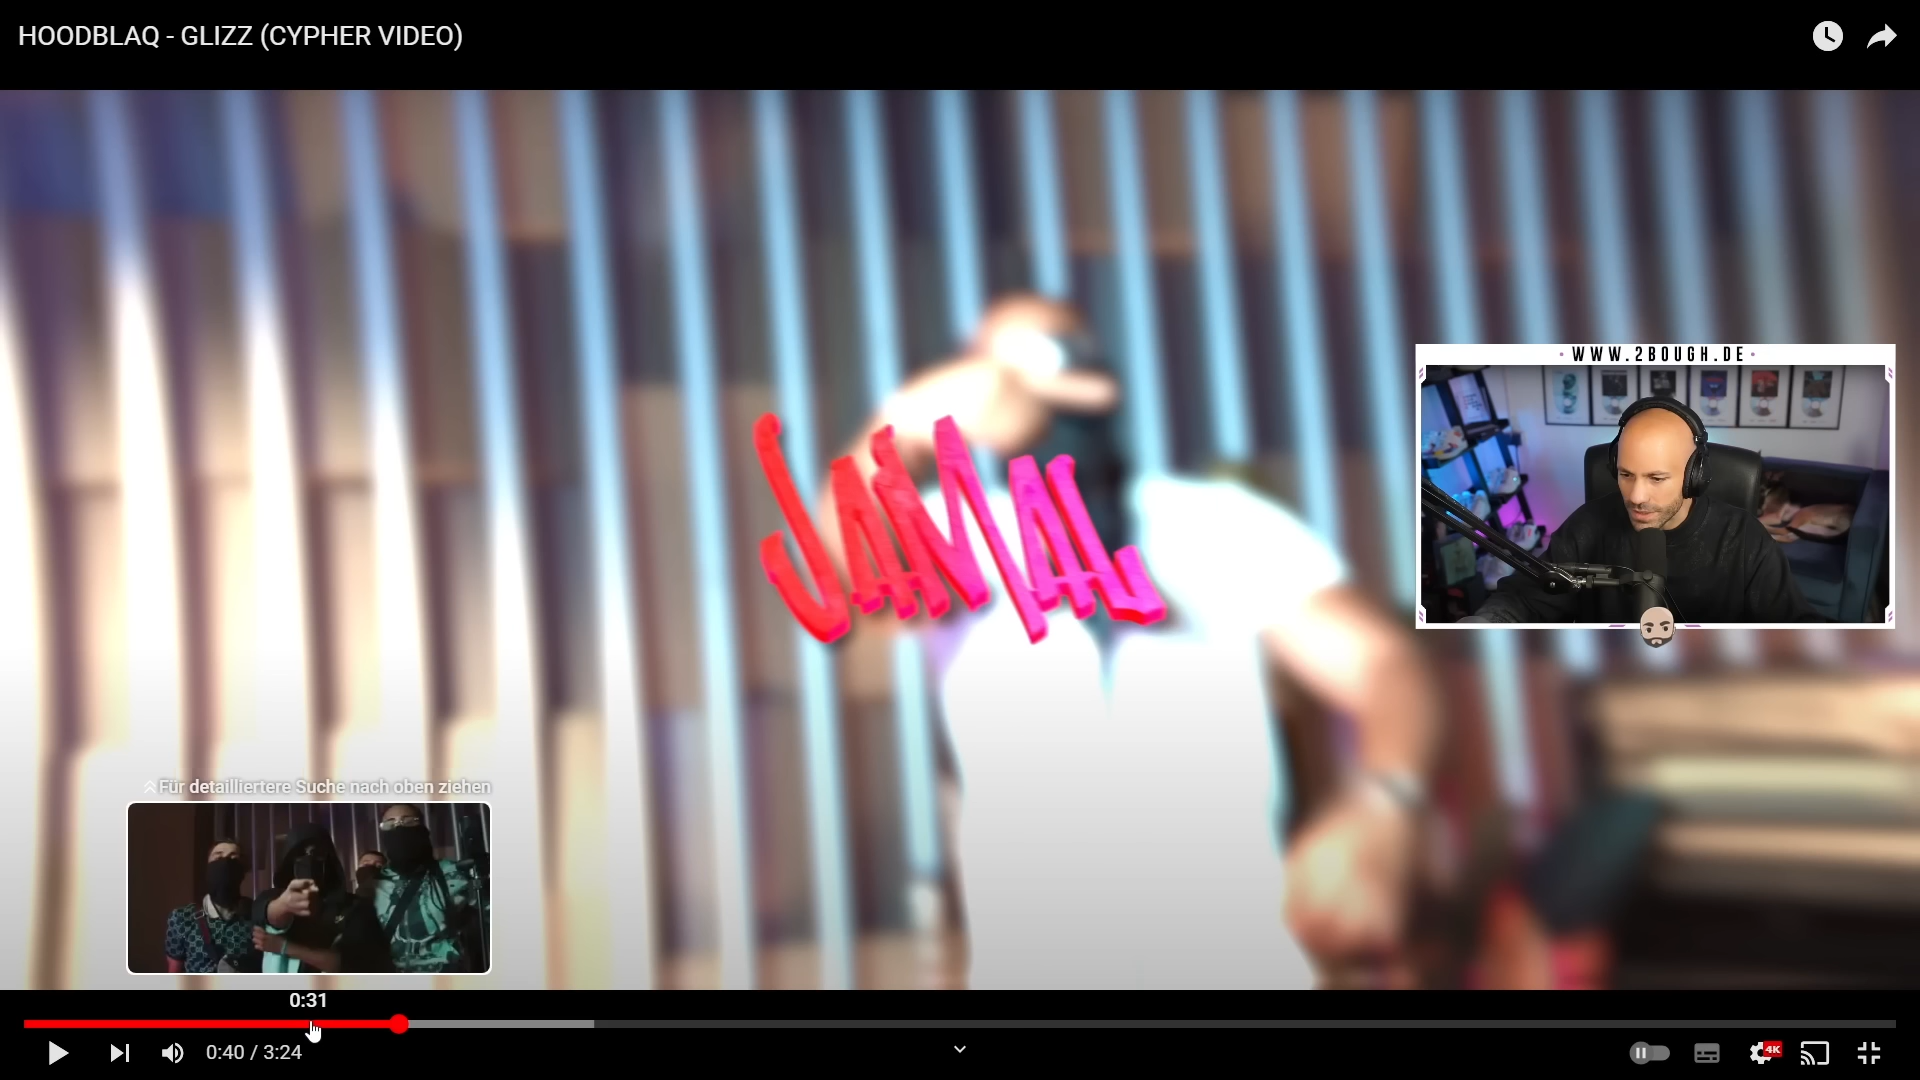 HOODBLAQ - GLIZZ (CYPHER VIDEO)
WWW.2BOUGH.DE
JAMAL
Für detailliertere Suche nach oben ziehen
0:31
0:40 / 3:24
4K